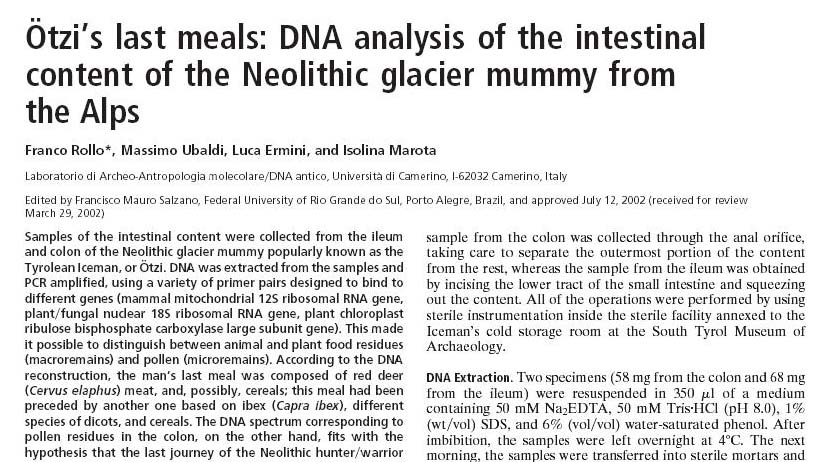 Ötzi's last meals: DNA analysis of the intestinal
content of the Neolithic glacier mummy from
the Alps
Franco Rollo*, Massimo Ubaldi, Luca Ermini, and Isolina Marota
Laboratorio di Archeo-Antropologia molecolare/DNA antico, Università di Camerino, I-62032 Camerino, Italy
Edited by Francisco Mauro Salzano, Federal University of Rio Grande do Sul, Porto Alegre, Brazil, and approved July 12, 2002 (received for review
March 29, 2002)
Samples of the intestinal content were collected from the ileum
and colon of the Neolithic glacier mummy popularly known as the
Tyrolean Iceman, or Ötzi. DNA was extracted from the samples and
PCR amplified, using a variety of primer pairs designed to bind to
different genes (mammal mitochondrial 12S ribosomal RNA gene,
plant/fungal nuclear 18S ribosomal RNA gene, plant chloroplast
ribulose bisphosphate carboxylase large subunit gene). This made
it possible to distinguish between animal and plant food residues
(macroremains) and pollen (microremains). According to the DNA
reconstruction, the man's last meal was composed of red deer
(Cervus elaphus) meat, and, possibly, cereals; this meal had been
preceded by another one based on ibex (Capra ibex), different
species of dicots, and cereals. The DNA spectrum corresponding to
pollen residues in the colon, on the other hand, fits with the
hypothesis that the last journey of the Neolithic hunter/warrior
sample from the colon was collected through the anal orifice,
taking care to separate the outermost portion of the content
from the rest, whereas the sample from the ileum was obtained
by incising the lower tract of the small intestine and squeezing
out the content. All of the operations were performed by using
sterile instrumentation inside the sterile facility annexed to the
Iceman's cold storage room at the South Tyrol Museum of
Archaeology.
DNA Extraction. Two specimens (58 mg from the colon and 68 mg
from the ileum) were resuspended in 350 μl of a medium
containing 50 mM Na₂EDTA, 50 mM Tris·HCl (pH 8.0), 1%
(wt/vol) SDS, and 6% (vol/vol) water-saturated phenol. After
imbibition, the samples were left overnight at 4°C. The next
morning, the samples were transferred into sterile mortars and